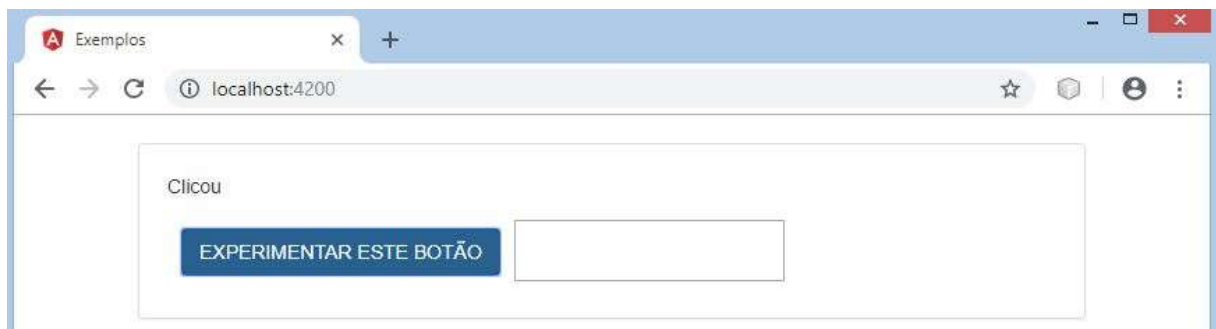 Exemplos
localhost:4200
Clicou
EXPERIMENTAR ESTE BOTÃO